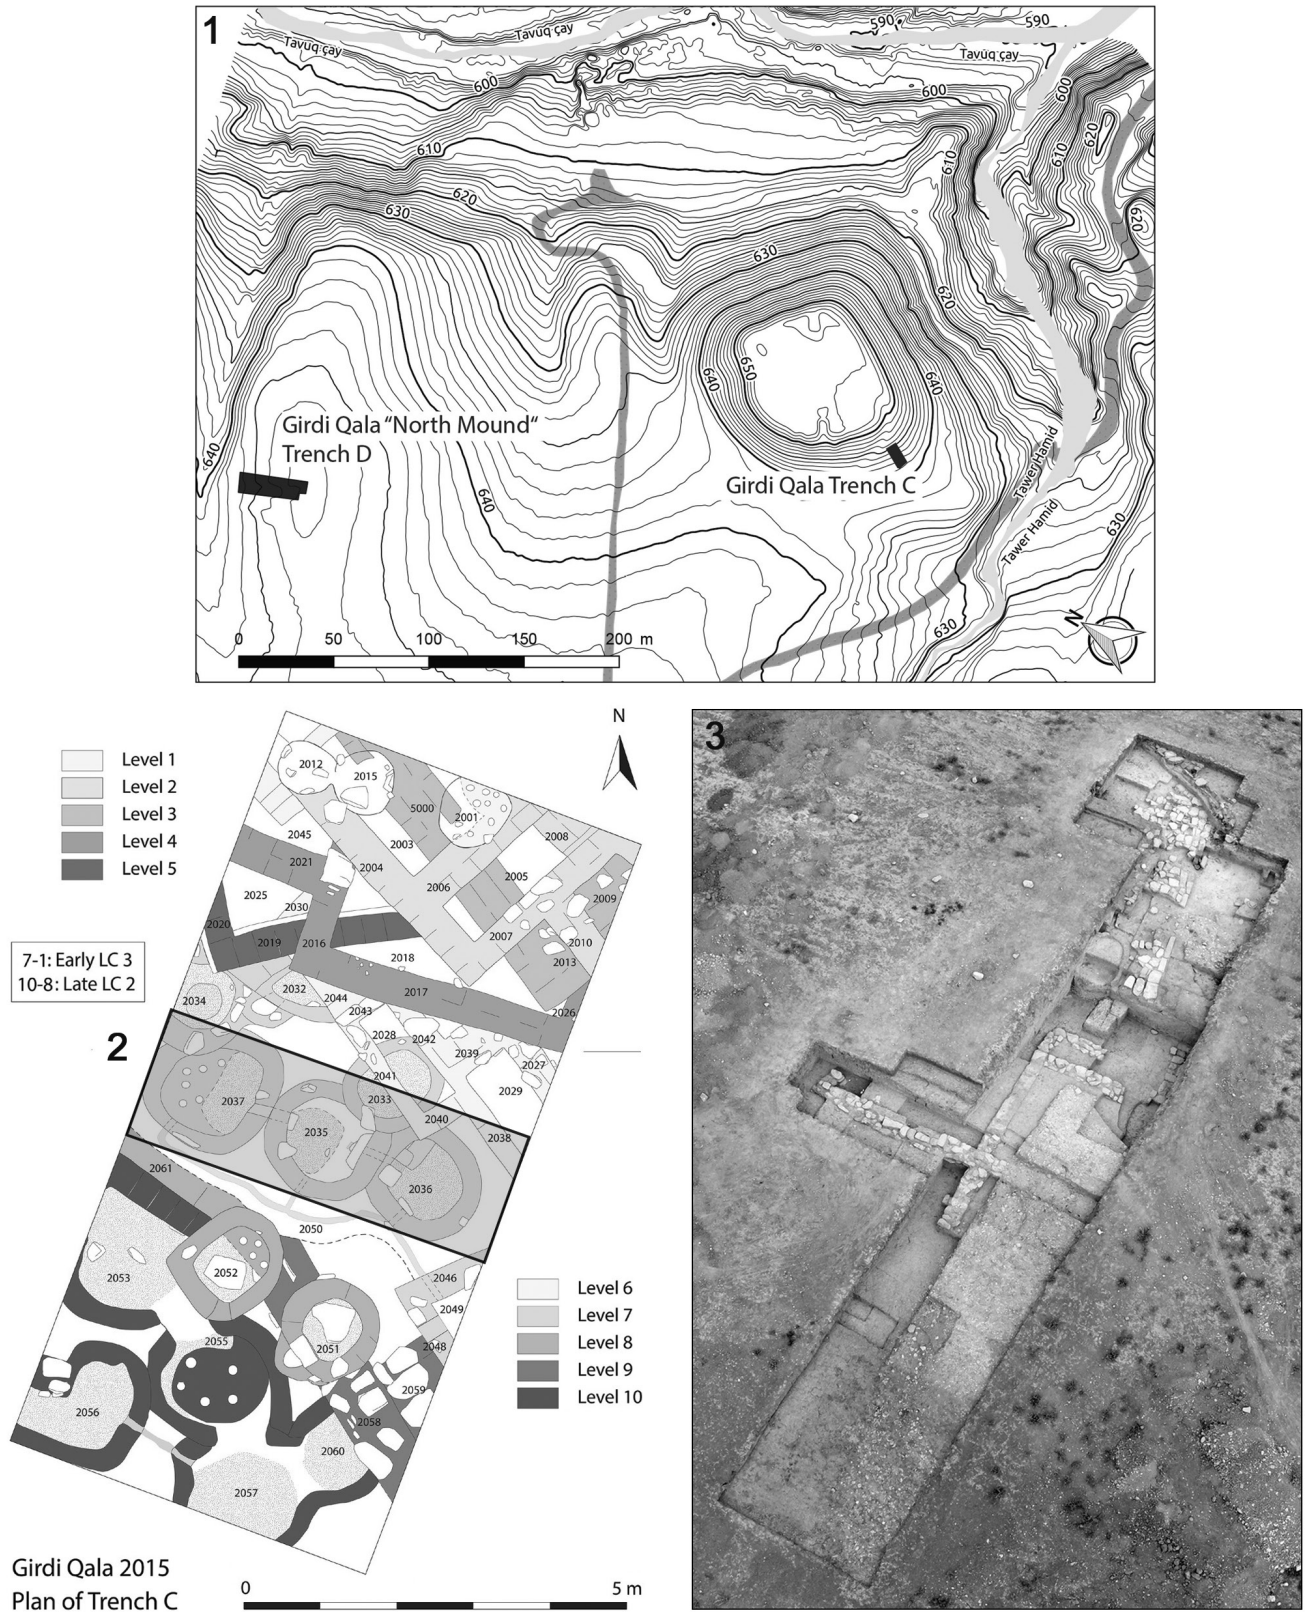 1
590
590
Tavuq çay
Tavuq çay
Tavuq çay
600
600
600
610
610
610
620
620
620
630
630
620
640
650
640
640
Girdi Qala “North Mound“
Trench D
640
Girdi Qala Trench C
Tawer Hamid
Tawer Hamid
630
630
N
0 50 100 150 200 m
N
Level 1
Level 2
Level 3
Level 4
Level 5
7-1: Early LC 3
10-8: Late LC 2
2
2012
2015
5000
2001
2045
2003
2008
2021
2004
2005
2006
2025
2030
2009
2020
2019
2016
2007
2010
2018
2013
2032
2017
2034
2044
2043
2026
2028
2042
2039
2027
2041
2029
2037
2033
2040
2035
2038
2061
2036
2050
2053
2052
2046
2049
2055
2051
2048
2059
2056
2058
2060
2057
Level 6
Level 7
Level 8
Level 9
Level 10
Girdi Qala 2015
Plan of Trench C
0 5 m
3